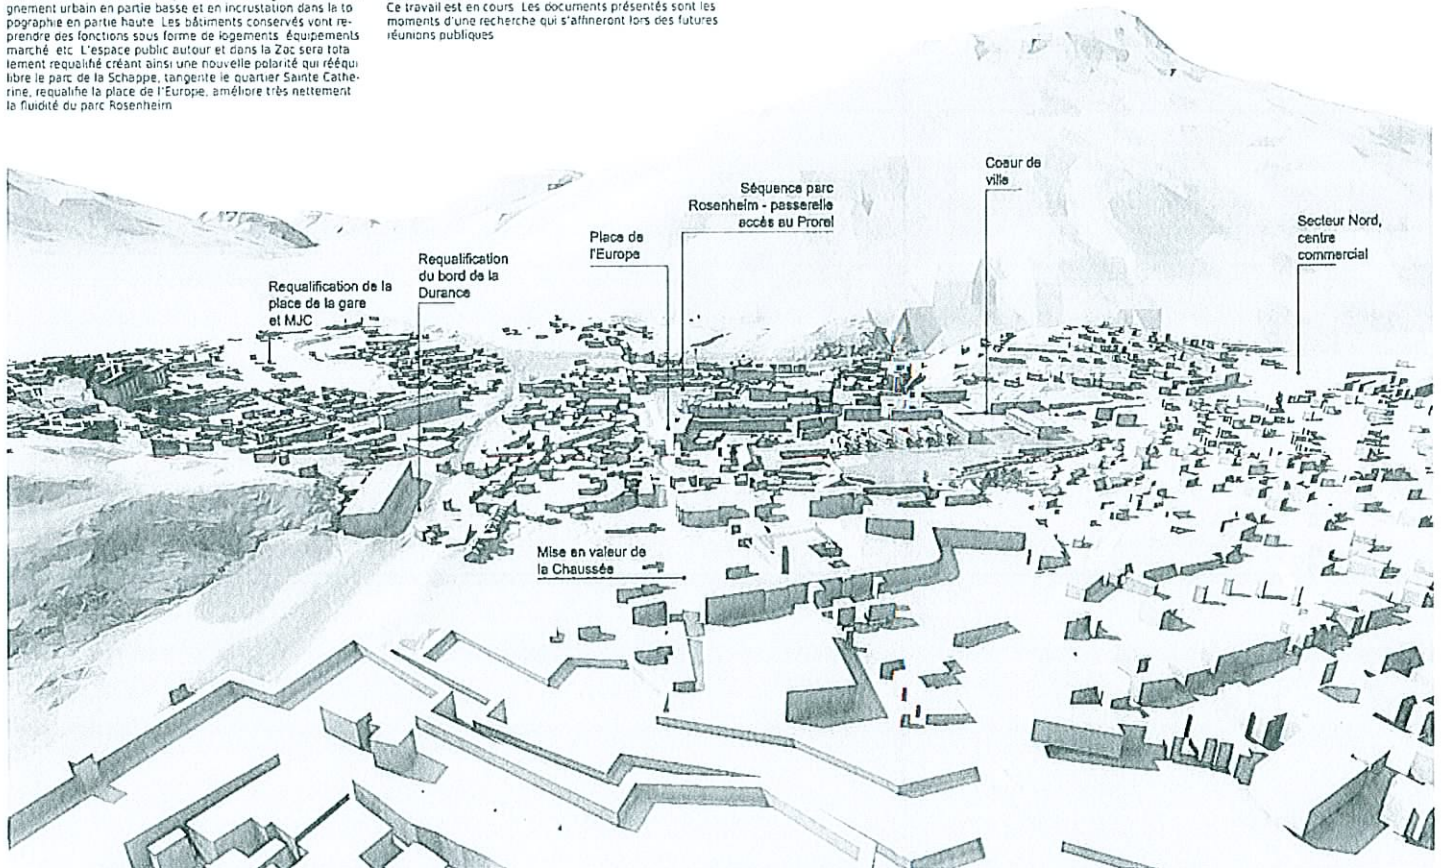 gnement urbain en partie basse et en incrustation dans la to
pographie en partie haute Les bâtiments conservés vont re-
prendre des fonctions sous forme de logements équipements
marché etc L'espace public autour et dans la Zac sera tota
lement requalifié créant ainsi une nouvelle polarité qui rééqui
libre le parc de la Schappe, tangente le quartier Sainte Cathe-
rine, requalifie la place de l'Europe, améliore très nettement
la fluidité du parc Rosenheim
Ce travail est en cours Les documents présentés sont les
moments d'une recherche qui s'affineront lors des futures
réunions publiques
Coeur de
ville
Séquence parc
Rosenheim - passerelle
accès au Prorel
Secteur Nord,
centre
commercial
Place de
l'Europe
Requalification
du bord de la
Durance
Requalification de la
place de la gare
et MJC
Mise en valeur de
la Chaussée